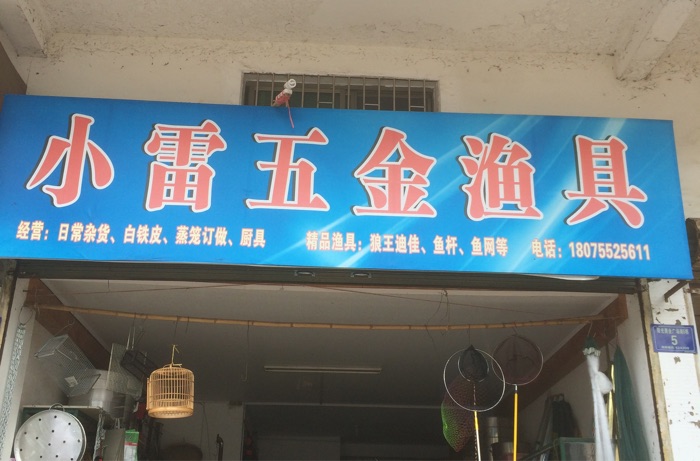 小雷五金渔具
经营：日常杂货、白铁皮、蒸笼订做、厨具 精品渔具：狼王迪佳、鱼杆、鱼网等 电话：18075525611
5